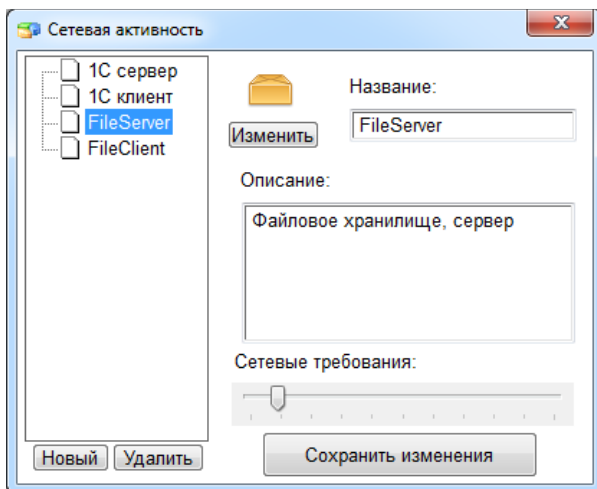 Сетевая активность
1С сервер
1С клиент
FileServer
FileClient
Новый
Удалить
Изменить
Название:
FileServer
Описание:
Файловое хранилище, сервер
Сетевые требования:
Сохранить изменения